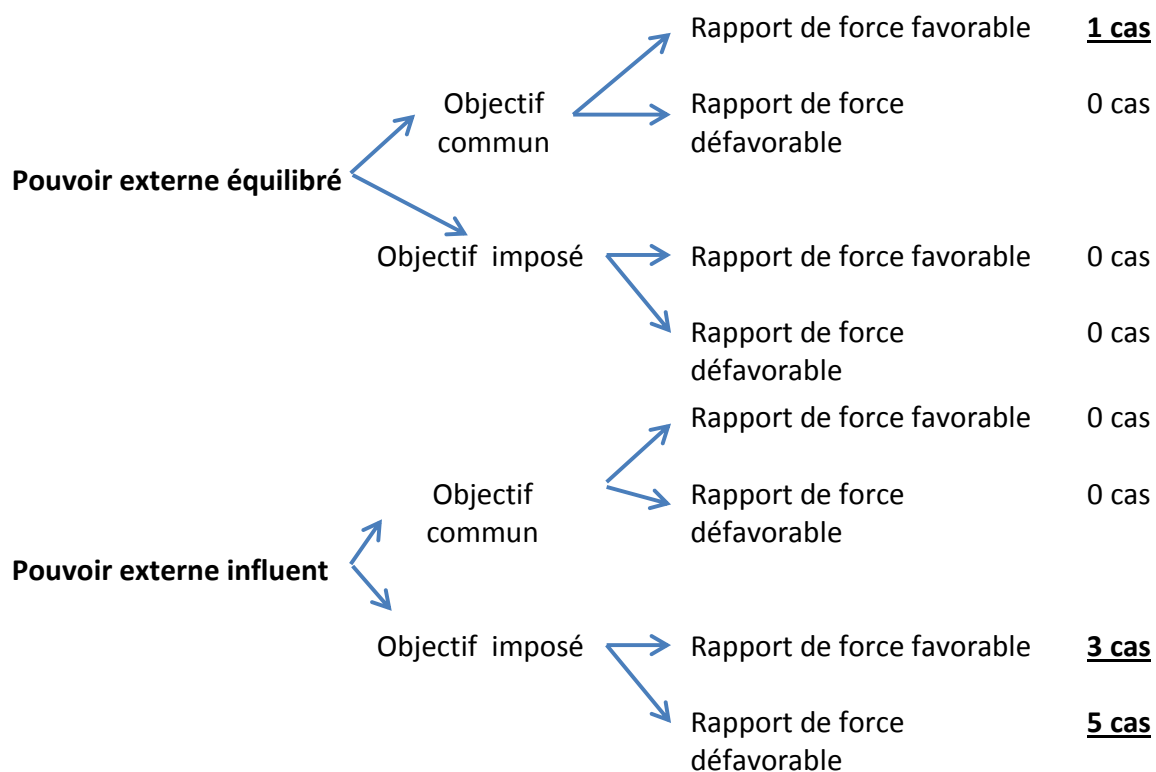 Rapport de force favorable 1 cas
Objectif
commun
Rapport de force
défavorable
0 cas
Pouvoir externe équilibré
Objectif imposé
Rapport de force favorable 0 cas
Rapport de force
défavorable
0 cas
Rapport de force favorable 0 cas
Objectif
commun
Rapport de force
défavorable
0 cas
Pouvoir externe influent
Objectif imposé
Rapport de force favorable 3 cas
Rapport de force
défavorable
5 cas